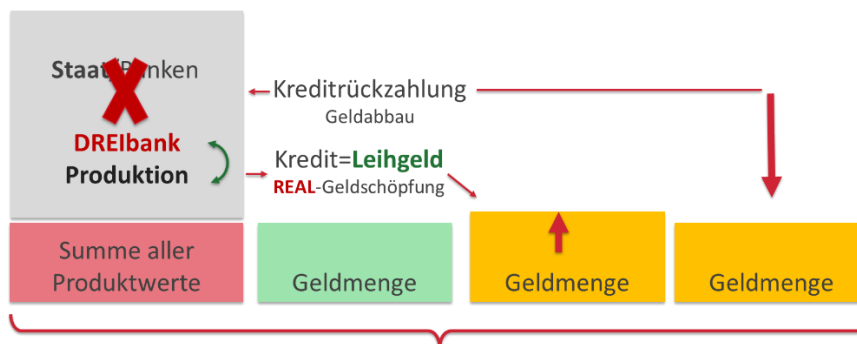 Staat/Banken
DREIbank
Produktion
Kreditrückzahlung
Geldabbau
Kredit=Leihgeld
REAL-Geldschöpfung
Summe aller
Produktwerte
Geldmenge
Geldmenge
Geldmenge